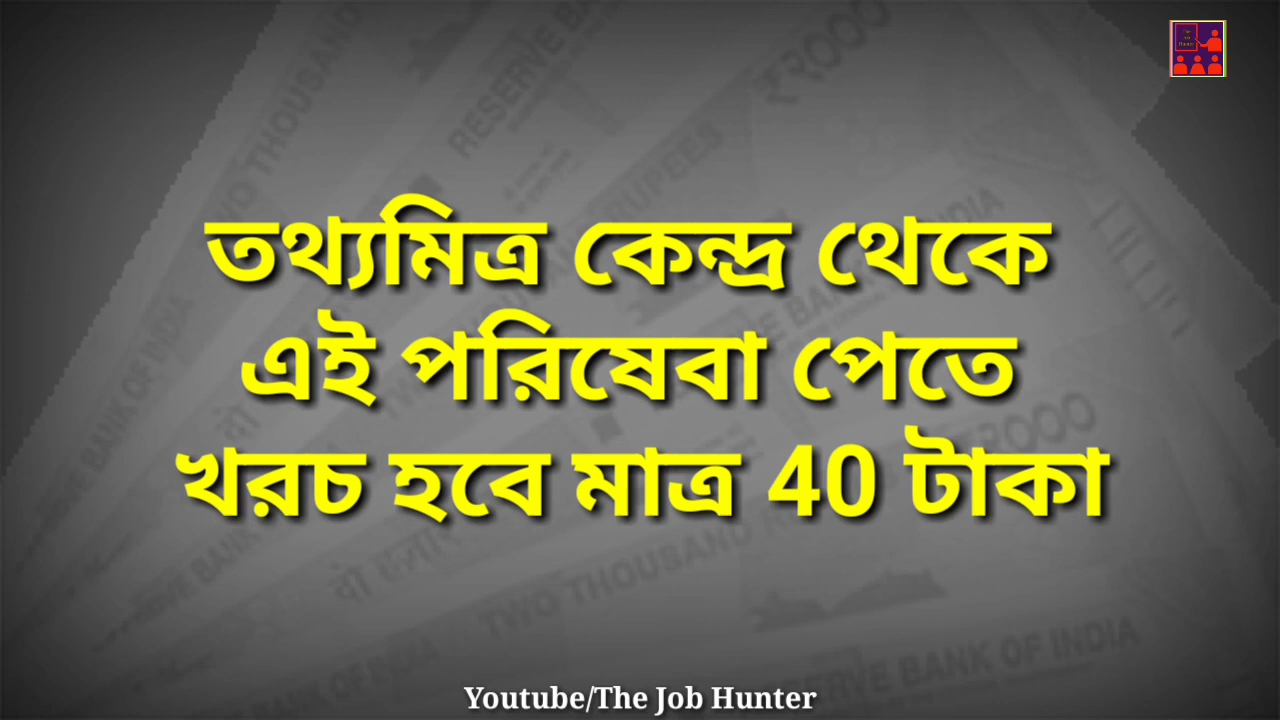 তথ্যমিত্র কেন্দ্র থেকে
এই পরিষেবা পেতে
খরচ হবে মাত্র 40 টাকা
Youtube/The Job Hunter